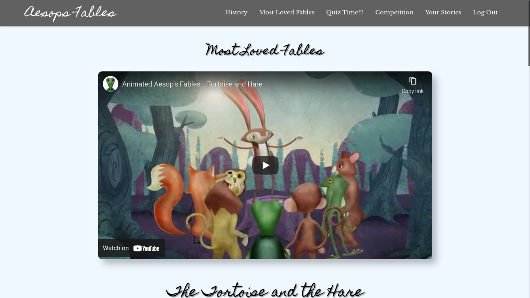 Aesops-Fables
History Most Loved Fables Quiz Time!!! Competition Your Stories Log Out
Most Loved Fables
Animated Aesop's Fables : Tortoise and Hare
Copy link
Watch on YouTube
The Tortoise and the Hare